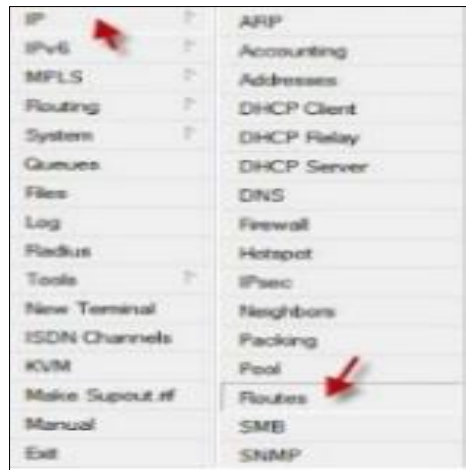 IP
IPv6
MPLS
Routing
System
Queues
Files
Log
Radius
Tools
New Terminal
ISDN Channels
KVM
Make Supout.rif
Manual
Exit
ARP
Accounting
Addresses
DHCP Client
DHCP Relay
DHCP Server
DNS
Firewall
Hotspot
IPsec
Neighbors
Packing
Pool
Routes
SMB
SNMP